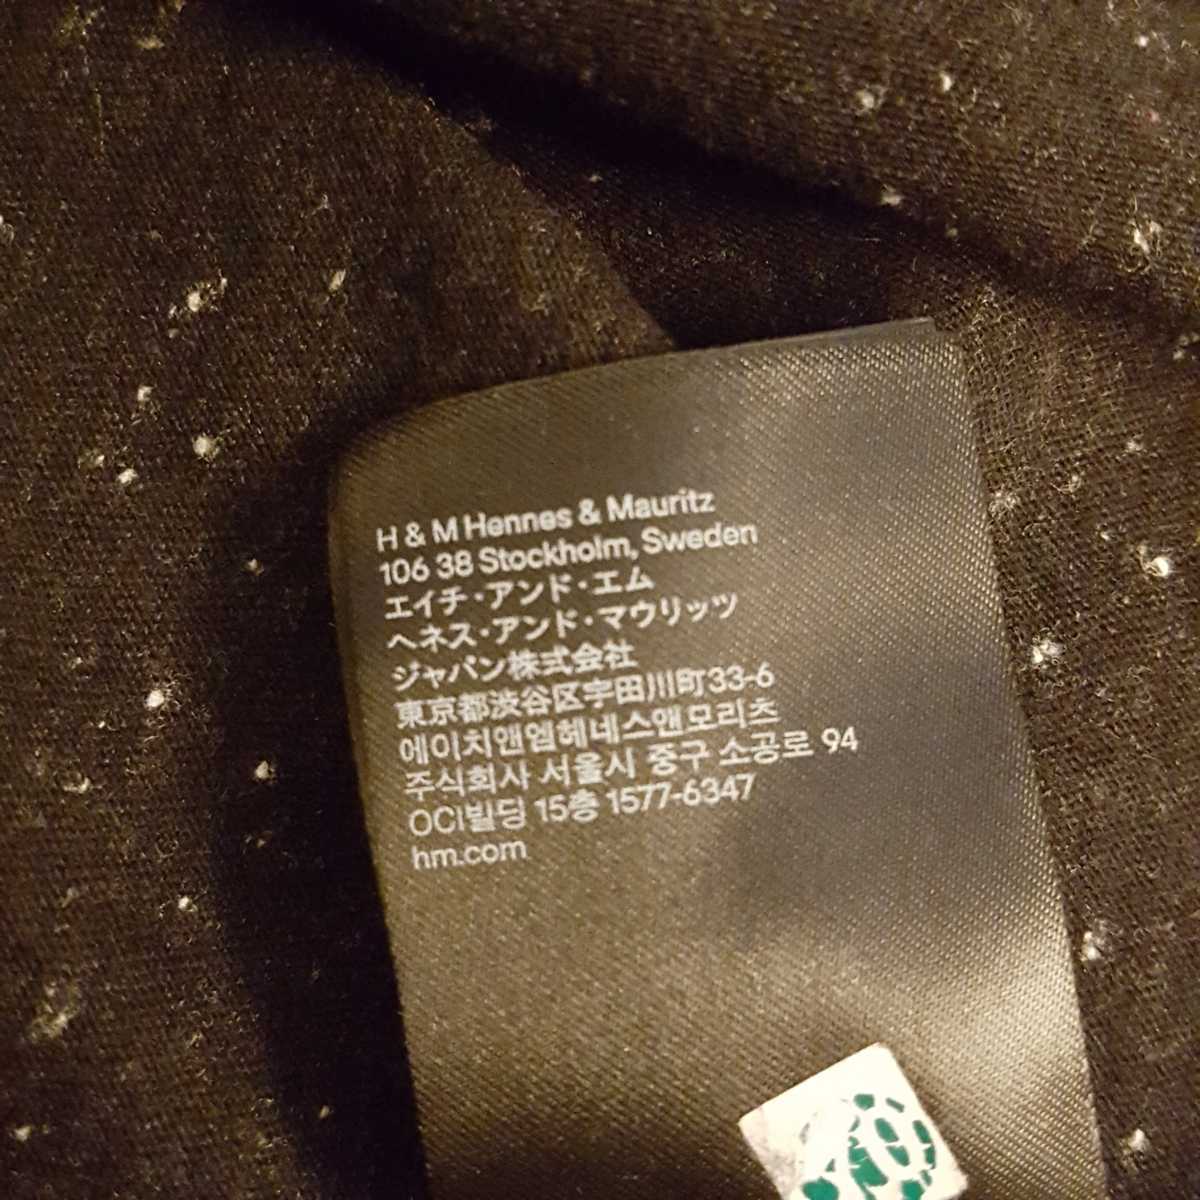 H & M Hennes & Mauritz
106 38 Stockholm, Sweden
エイチ・アンド・エム
ヘネス・アンド・マウリッツ
ジャパン株式会社
東京都渋谷区宇田川町33-6
에이치앤엠헤네스앤모리츠
주식회사 서울시 중구 소공로 94
OCI빌딩 15층 1577-6347
hm.com